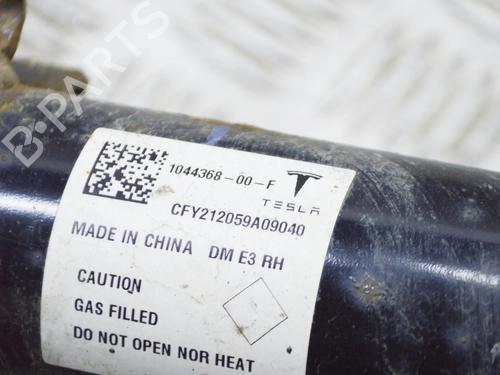 B-PARTS
1044368-00-F
TESLA
CFY212059A09040
MADE IN CHINA DM E3 RH
CAUTION
GAS FILLED
DO NOT OPEN NOR HEAT